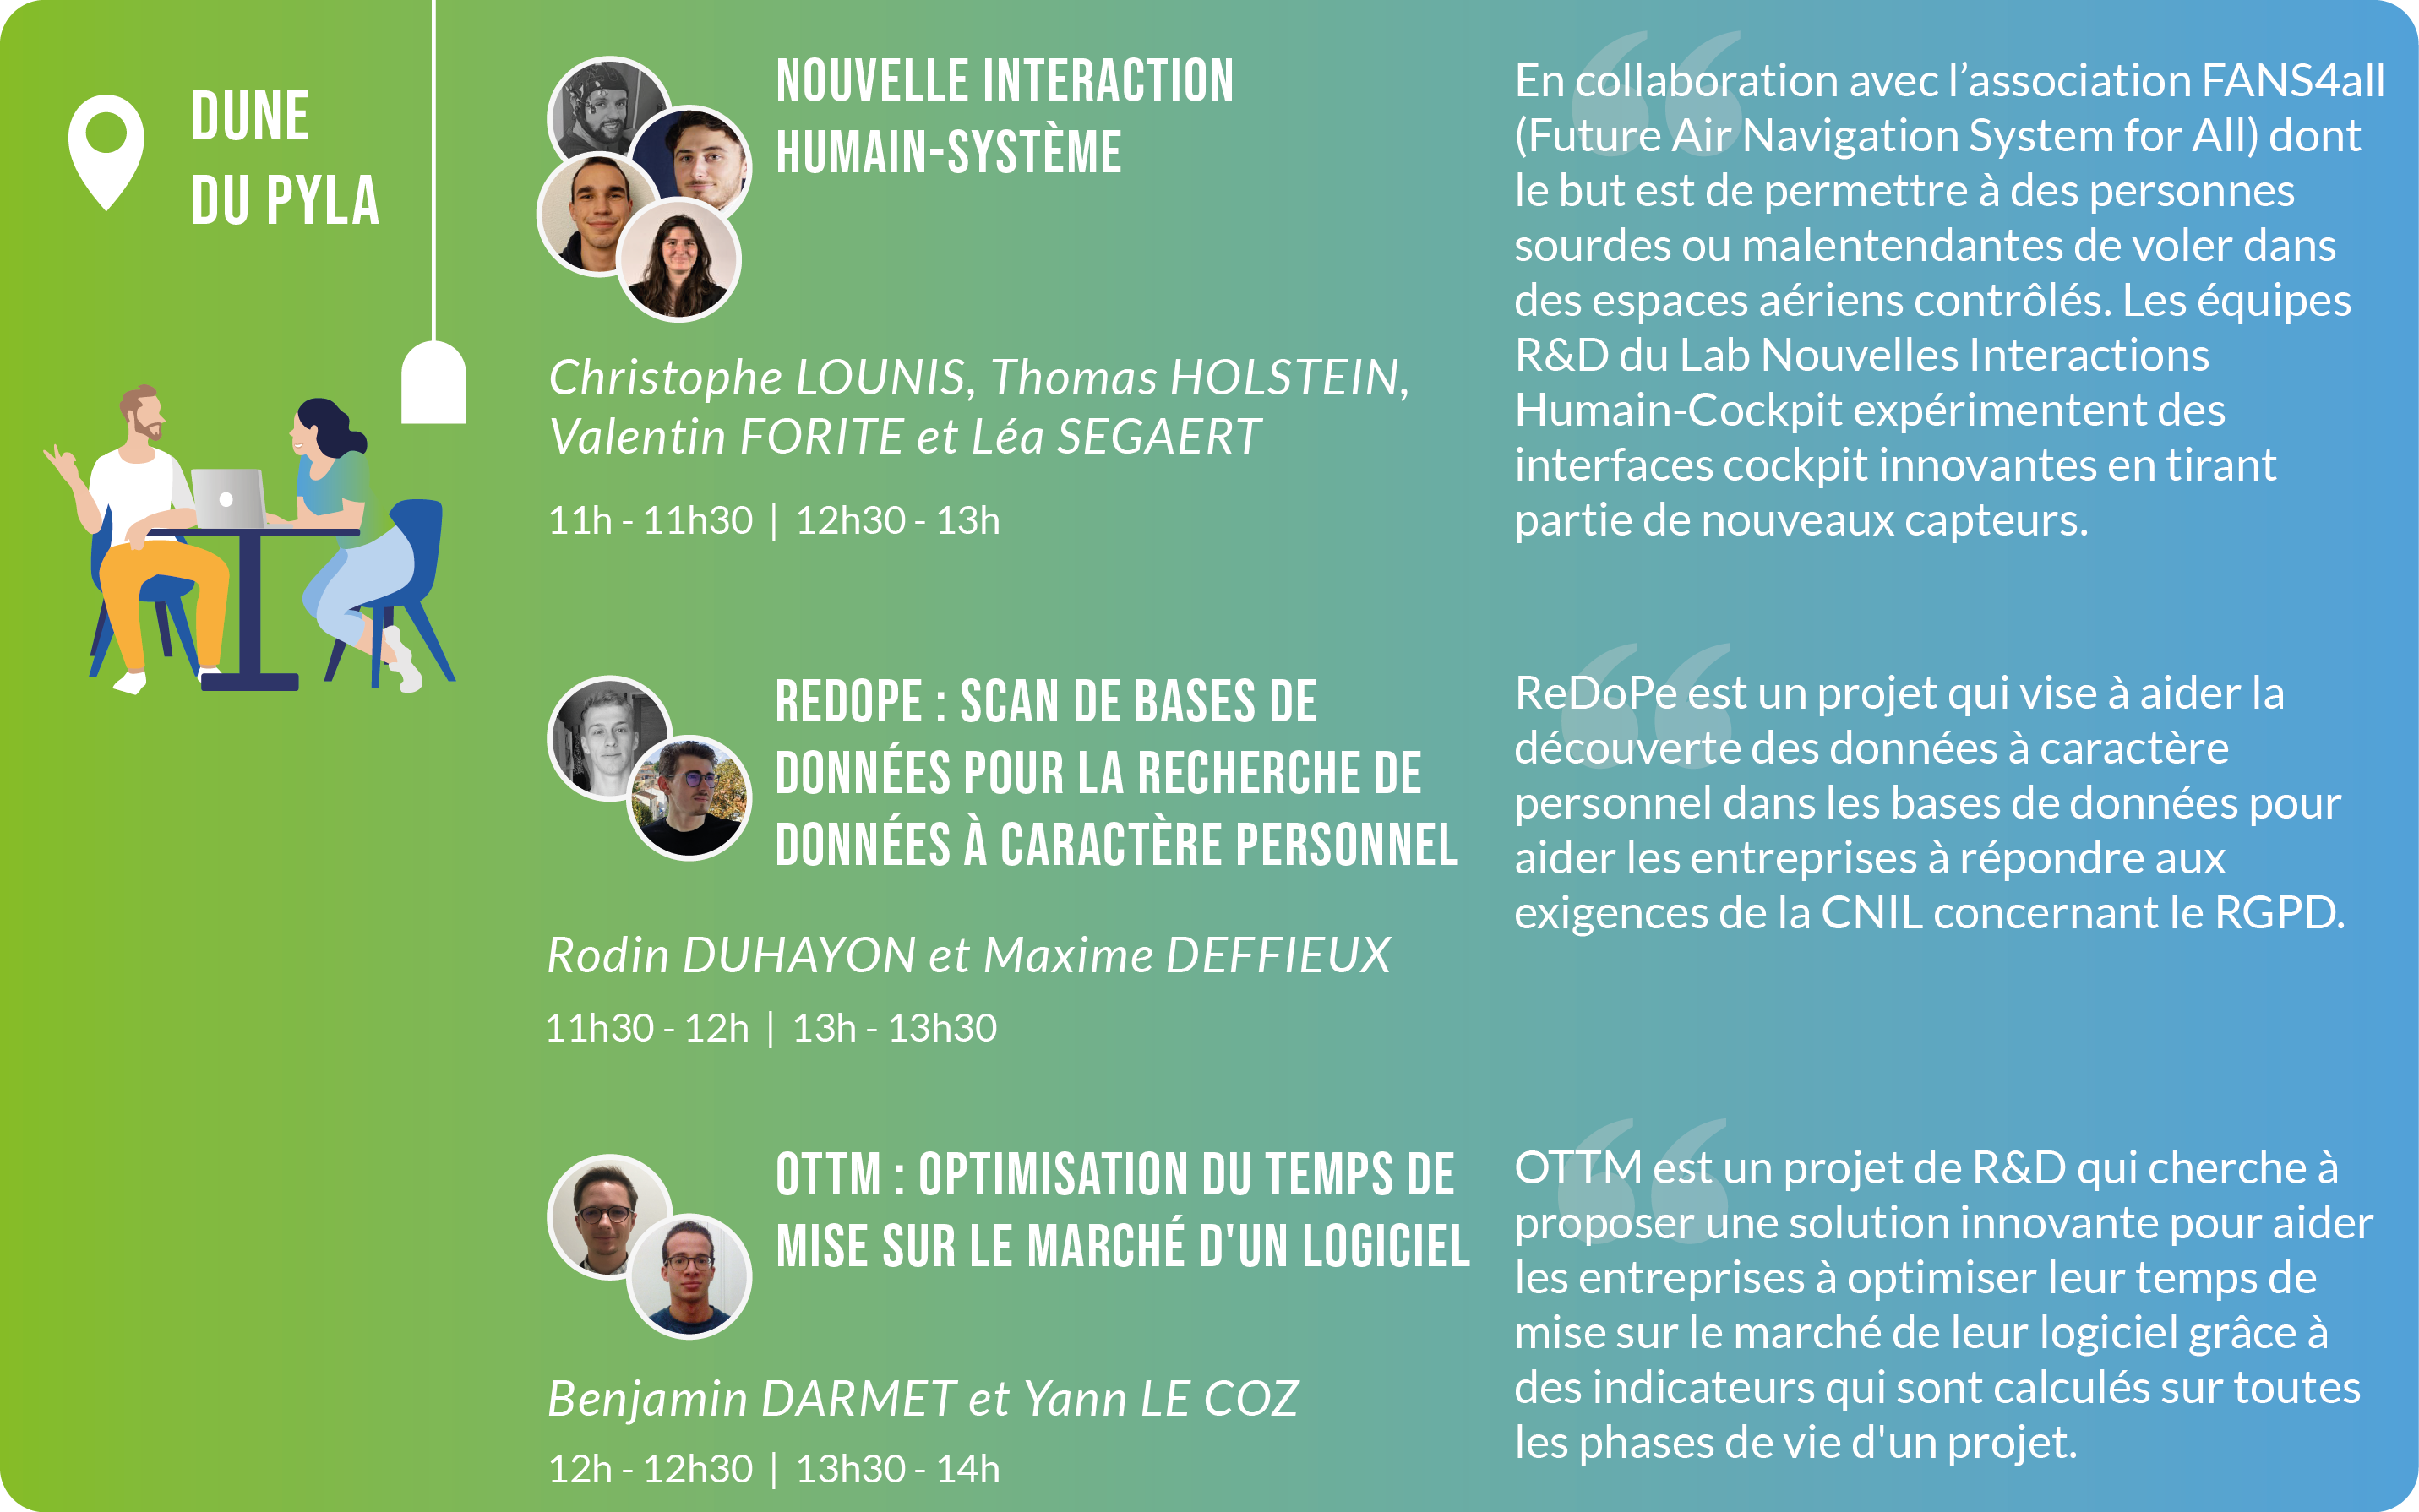 DUNE
DU PYLA
NOUVELLE INTERACTION
HUMAIN-SYSTÈME
Christophe LOUNIS, Thomas HOLSTEIN,
Valentin FORITE et Léa SEGAERT
11h - 11h30 | 12h30 - 13h
En collaboration avec l’association FANS4all
(Future Air Navigation System for All) dont
le but est de permettre à des personnes
sourdes ou malentendantes de voler dans
des espaces aériens contrôlés. Les équipes
R&D du Lab Nouvelles Interactions
Humain-Cockpit expérimentent des
interfaces cockpit innovantes en tirant
partie de nouveaux capteurs.
REDOPE : SCAN DE BASES DE
DONNÉES POUR LA RECHERCHE DE
DONNÉES À CARACTÈRE PERSONNEL
Rodin DUHAYON et Maxime DEFFIEUX
11h30 - 12h | 13h - 13h30
ReDoPe est un projet qui vise à aider la
découverte des données à caractère
personnel dans les bases de données pour
aider les entreprises à répondre aux
exigences de la CNIL concernant le RGPD.
OTTM : OPTIMISATION DU TEMPS DE
MISE SUR LE MARCHÉ D'UN LOGICIEL
Benjamin DARMET et Yann LE COZ
12h - 12h30 | 13h30 - 14h
OTTM est un projet de R&D qui cherche à
proposer une solution innovante pour aider
les entreprises à optimiser leur temps de
mise sur le marché de leur logiciel grâce à
des indicateurs qui sont calculés sur toutes
les phases de vie d'un projet.